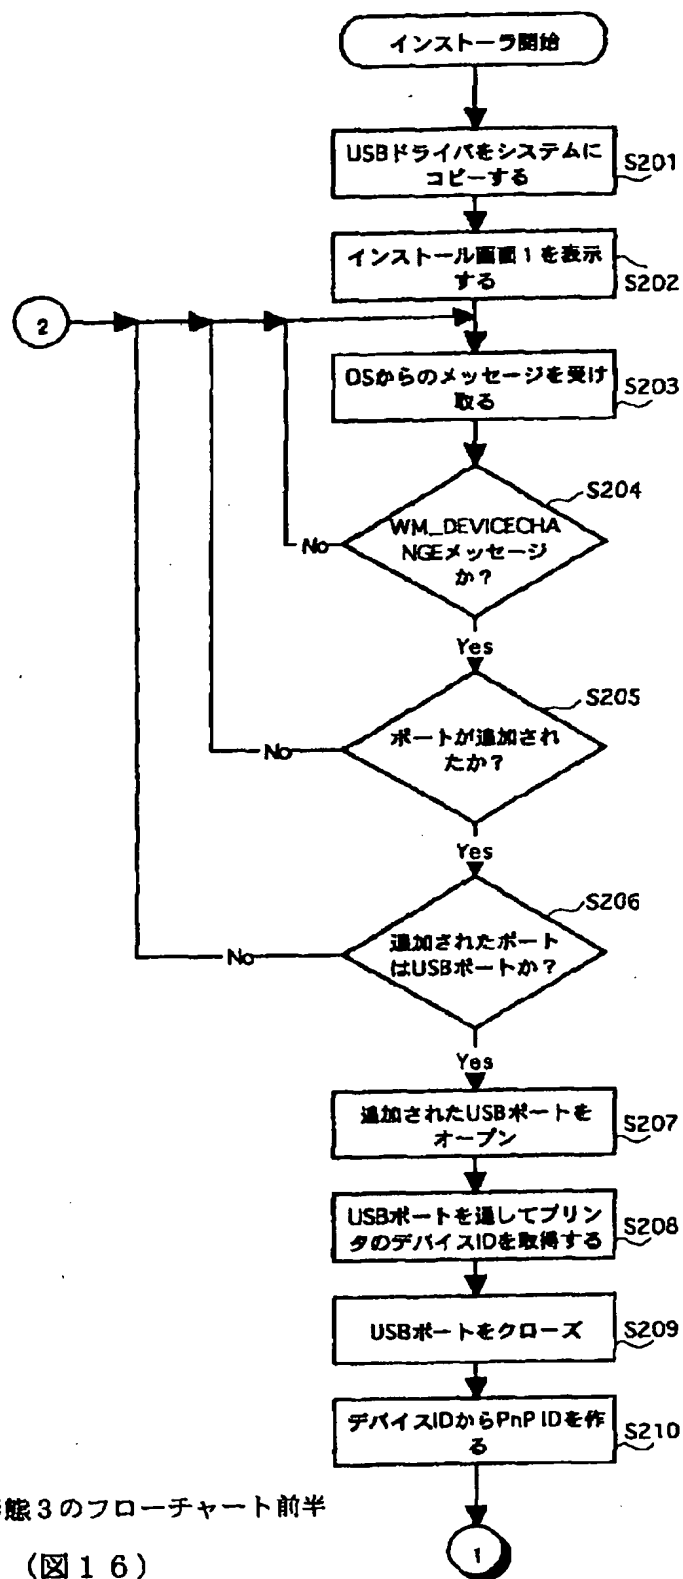 インストーラ開始
USBドライバをシステムに
コピーする
S201
インストール画面1を表示
する
S202
2
OSからのメッセージを受け
取る
S203
S204
WM_DEVICECHA
NGEメッセージ
か?
No
Yes
S205
ポートが追加され
たか?
No
Yes
S206
追加されたポート
はUSBポートか?
No
Yes
追加されたUSBポートを
オープン
S207
USBポートを通してプリン
タのデバイスIDを取得する
S208
USBポートをクローズ
S209
デバイスIDからPnP IDを作
る
S210
態3のフローチャート前半
1
(図16)